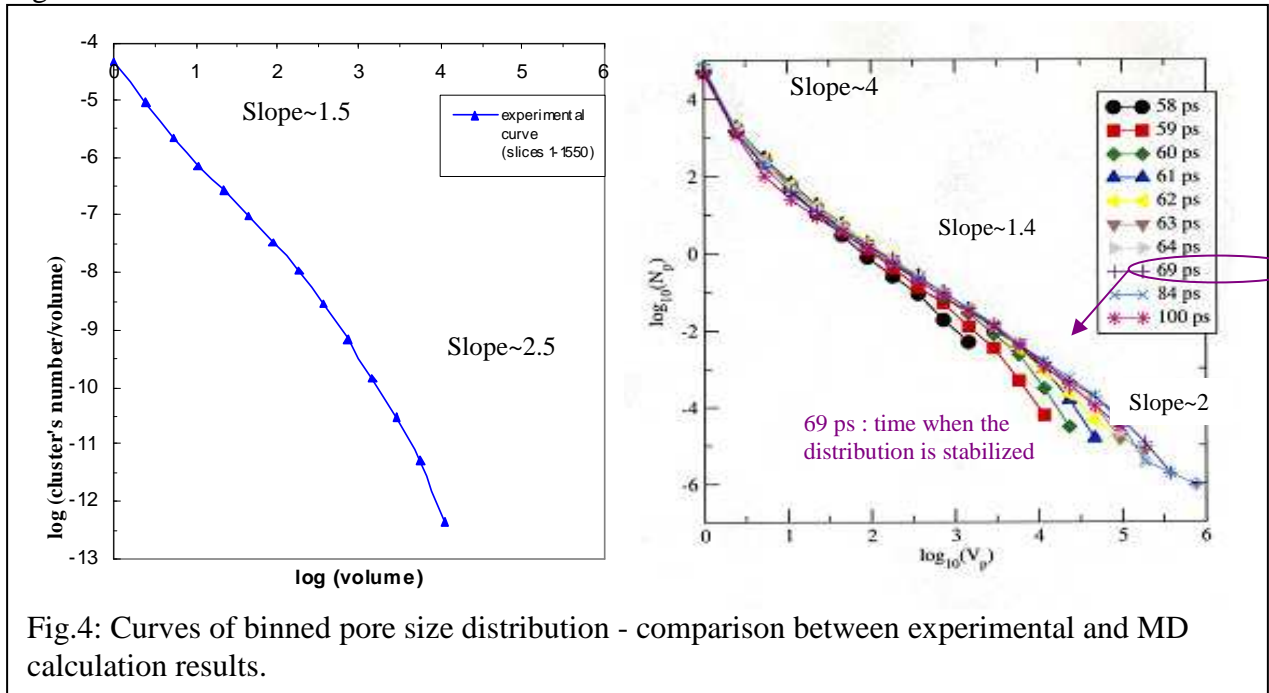 -4
0
1
2
3
4
5
6
-5
-6
-7
-8
-9
-10
-11
-12
-13
log (cluster's number/volume)
log (volume)
Slope~1.5
Slope~2.5
experimental
curve
(slices 1-1550)
4
2
0
-2
-4
-6
log10(Np)
0
1
2
3
4
5
6
log10(Vp)
Slope~4
Slope~1.4
Slope~2
58 ps
59 ps
60 ps
61 ps
62 ps
63 ps
64 ps
69 ps
84 ps
100 ps
69 ps : time when the
distribution is stabilized
Fig.4: Curves of binned pore size distribution - comparison between experimental and MD
calculation results.